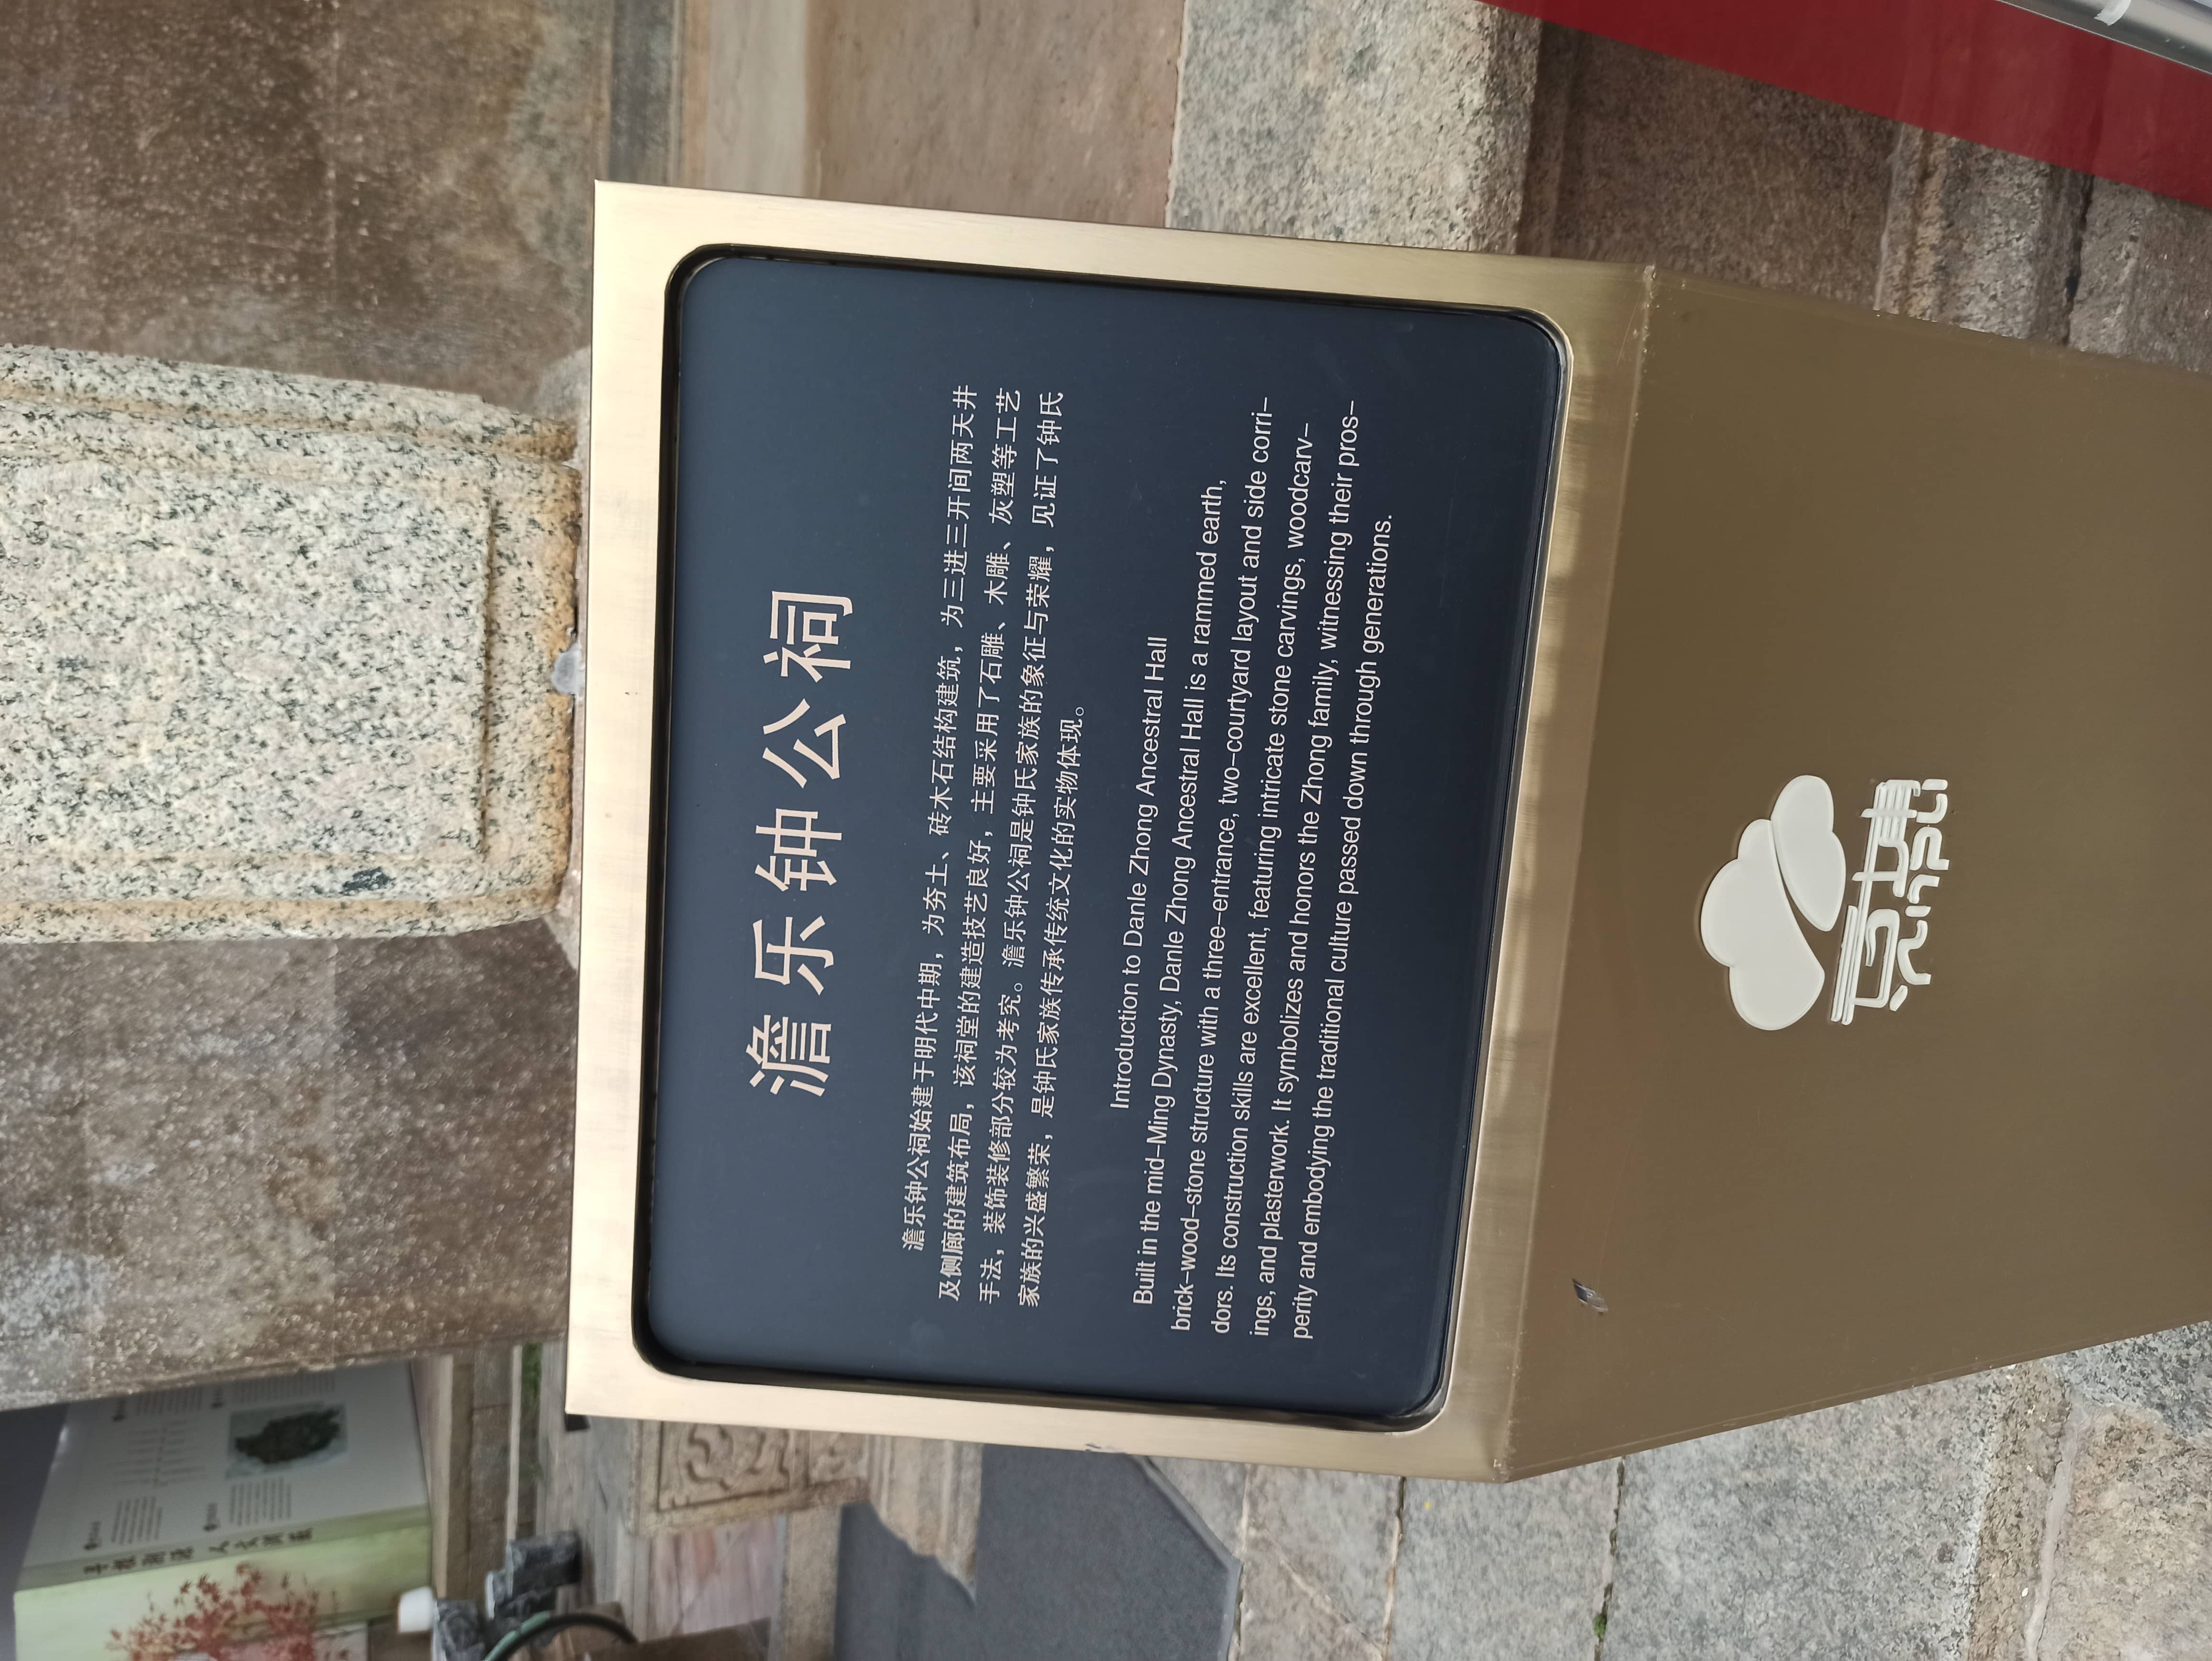 寻根溯源 人文凤岗
澹乐钟公祠
澹乐钟公祠始建于明代中期，为夯土、砖木石结构建筑，为三进三开间两天井
及侧廊的建筑布局，该祠堂的建造技艺良好，主要采用了石雕、木雕、灰塑等工艺
手法，装饰装修部分较为考究。澹乐钟公祠是钟氏家族的象征与荣耀，见证了钟氏
家族的兴盛繁荣，是钟氏家族传承传统文化的实物体现。
Introduction to Danle Zhong Ancestral Hall
Built in the mid–Ming Dynasty, Danle Zhong Ancestral Hall is a rammed earth,
brick–wood–stone structure with a three–entrance, two–courtyard layout and side corri–
dors. Its construction skills are excellent, featuring intricate stone carvings, woodcarv–
ings, and plasterwork. It symbolizes and honors the Zhong family, witnessing their pros–
perity and embodying the traditional culture passed down through generations.